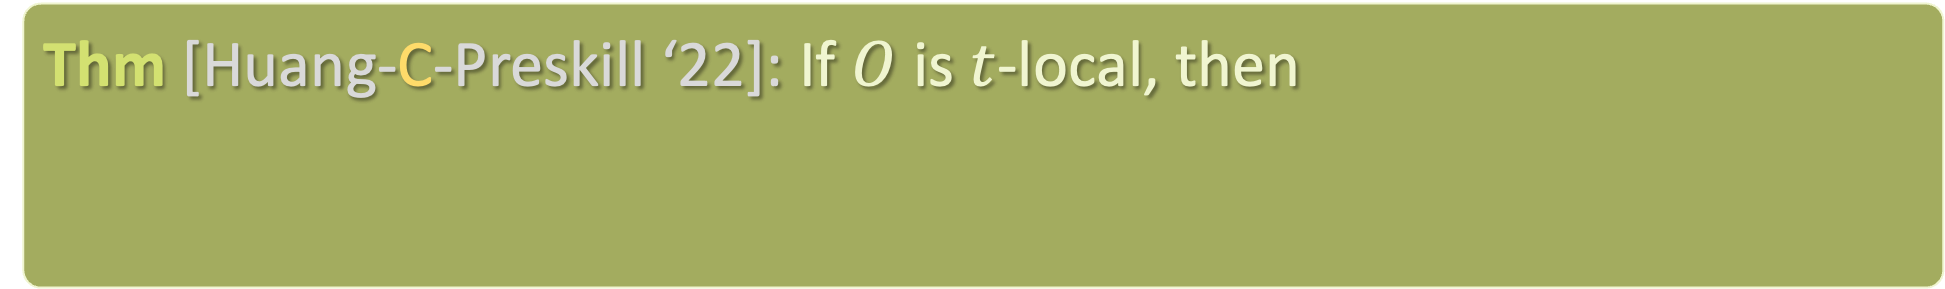 Thm [Huang-C-Preskill ‘22]: If 𝑂 is 𝑡-local, then